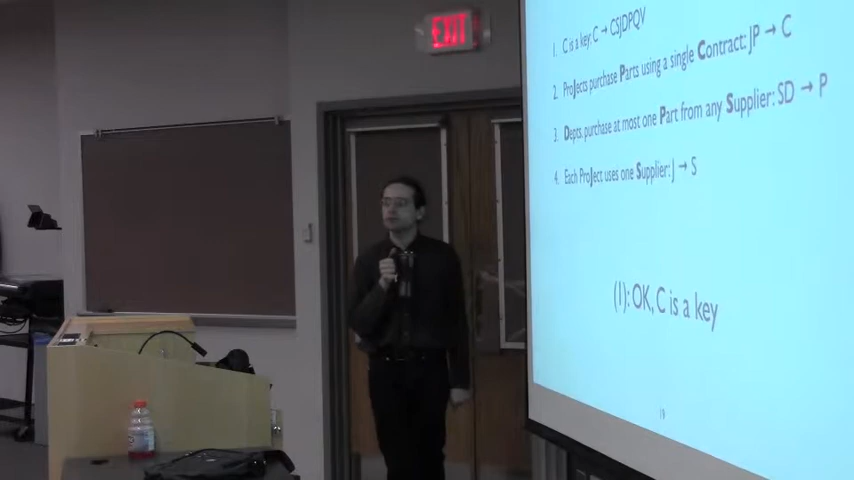 EXIT
1. C is a key: C → CSJDPQV
2. ProJects purchase Parts using a single Contract: JP → C
3. Depts. purchase at most one Part from any Supplier: SD → P
4. Each ProJect uses one Supplier: J → S
(1): OK, C is a key
19